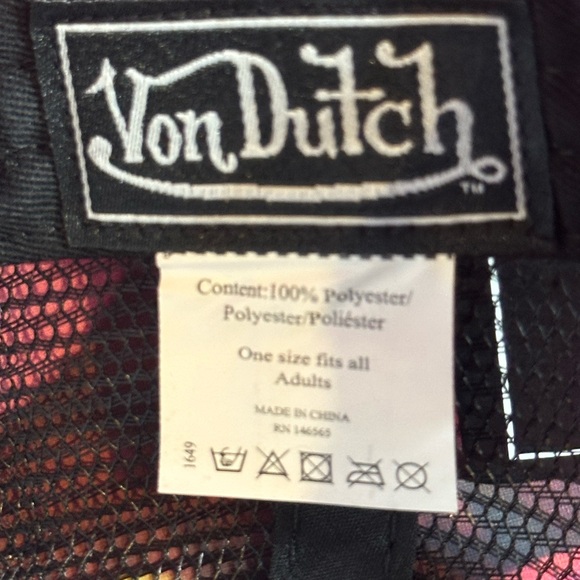 Von Dutch
TM
Content:100% Polyester/
Polyester/Poliéster
One size fits all
Adults
MADE IN CHINA
RN 146565
1649